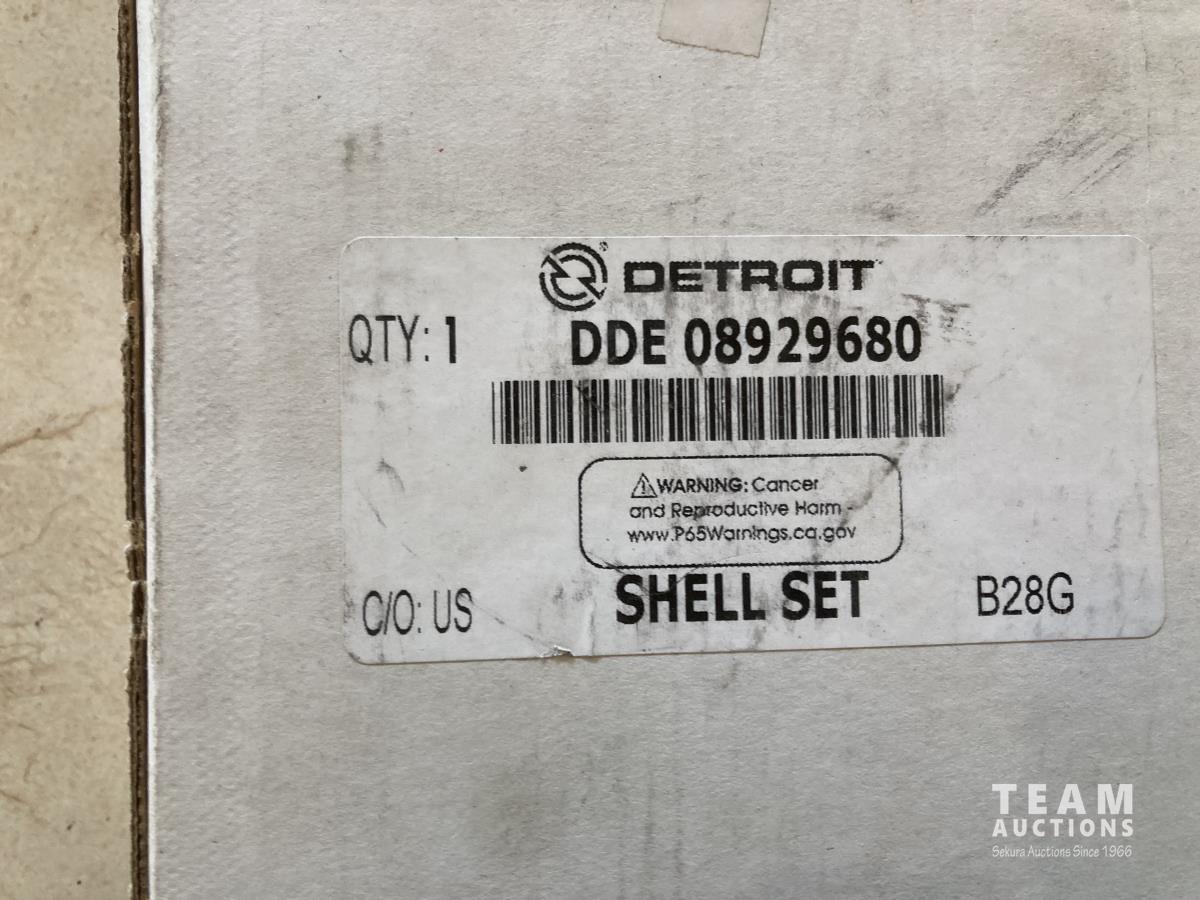 DETROIT®
QTY: 1 DDE 08929680
⚠WARNING: Cancer
and Reproductive Harm -
www.P65Warnings.ca.gov
C/O: US SHELL SET B28G
TEAM
AUCTIONS
Sekura Auctions Since 1966